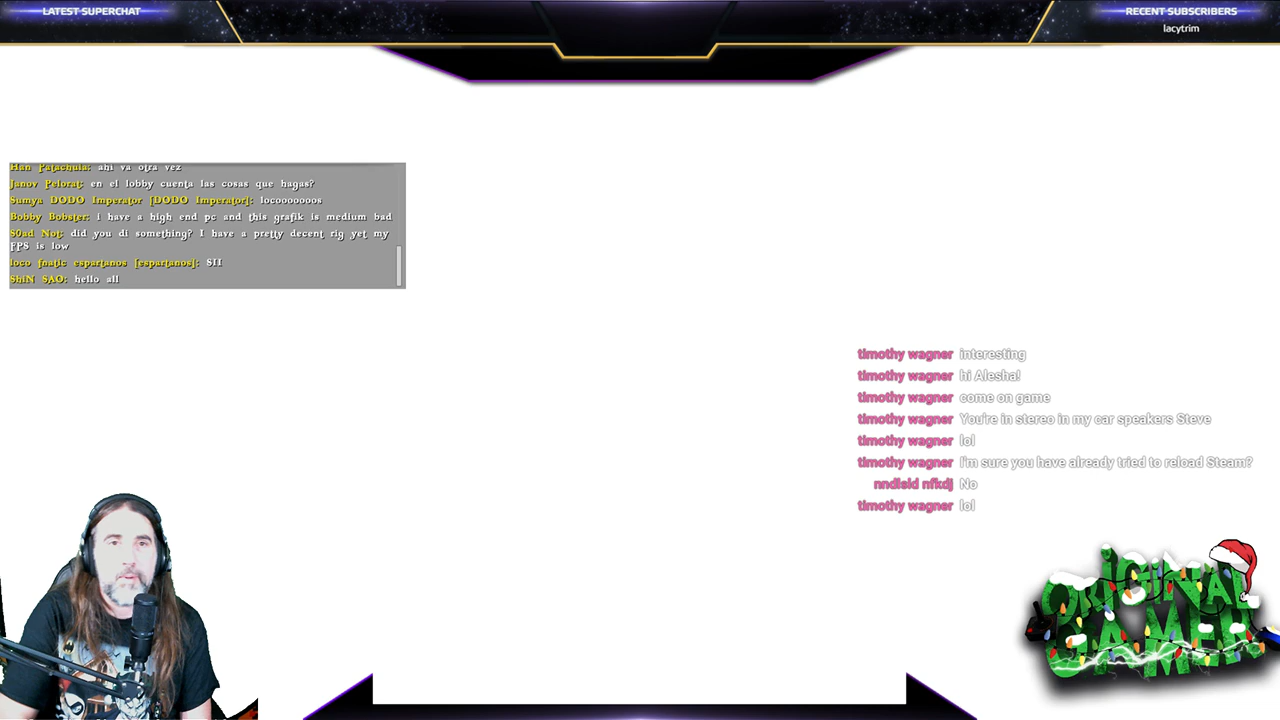 LATEST SUPERCHAT
RECENT SUBSCRIBERS
lacytrim
Han Patachula: ahi va otra vez
Janov Pelorat: en el lobby cuenta las cosas que hagas?
Sumya DODO Imperator [DODO Imperator]: locooooooos
Bobby Bobster: I have a high end pc and this grafik is medium bad
S0ad Not: did you di something? I have a pretty decent rig yet my
FPS is low
loco fnatic espartanos [espartanos]: SII
ShiN SAO: hello all
timothy wagner interesting
timothy wagner hi Alesha!
timothy wagner come on game
timothy wagner You're in stereo in my car speakers Steve
timothy wagner lol
timothy wagner I'm sure you have already tried to reload Steam?
nndlsld nfkdj No
timothy wagner lol
ORIGINAL
GAMER